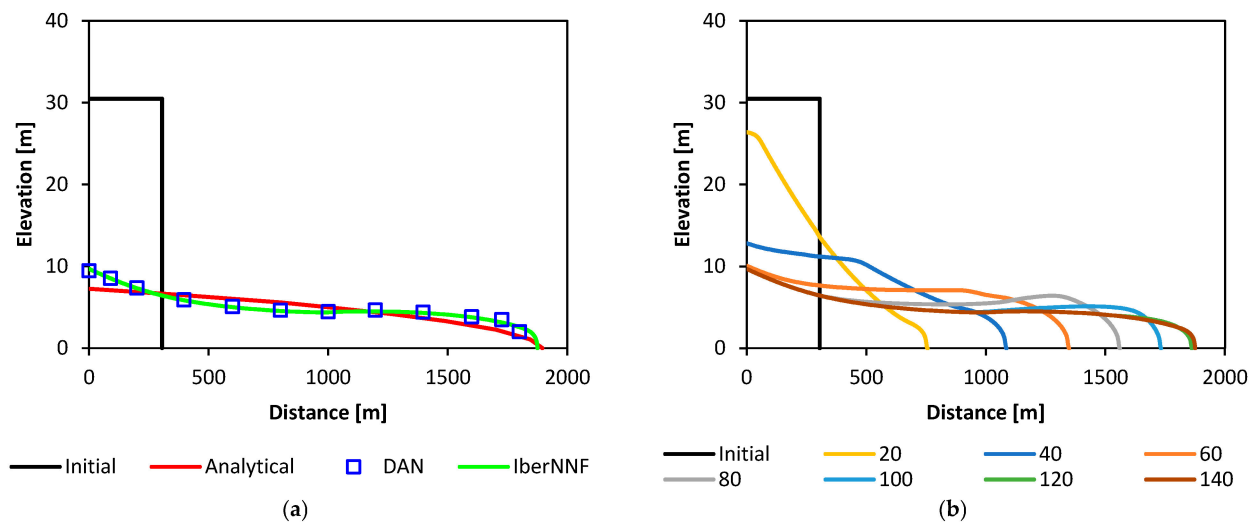 40
30
20
10
0
Elevation [m]
0 500 1000 1500 2000
Distance [m]
Initial Analytical DAN IberNNF
(a)
40
30
20
10
0
Elevation [m]
0 500 1000 1500 2000
Distance [m]
Initial 20 40 60
80 100 120 140
(b)